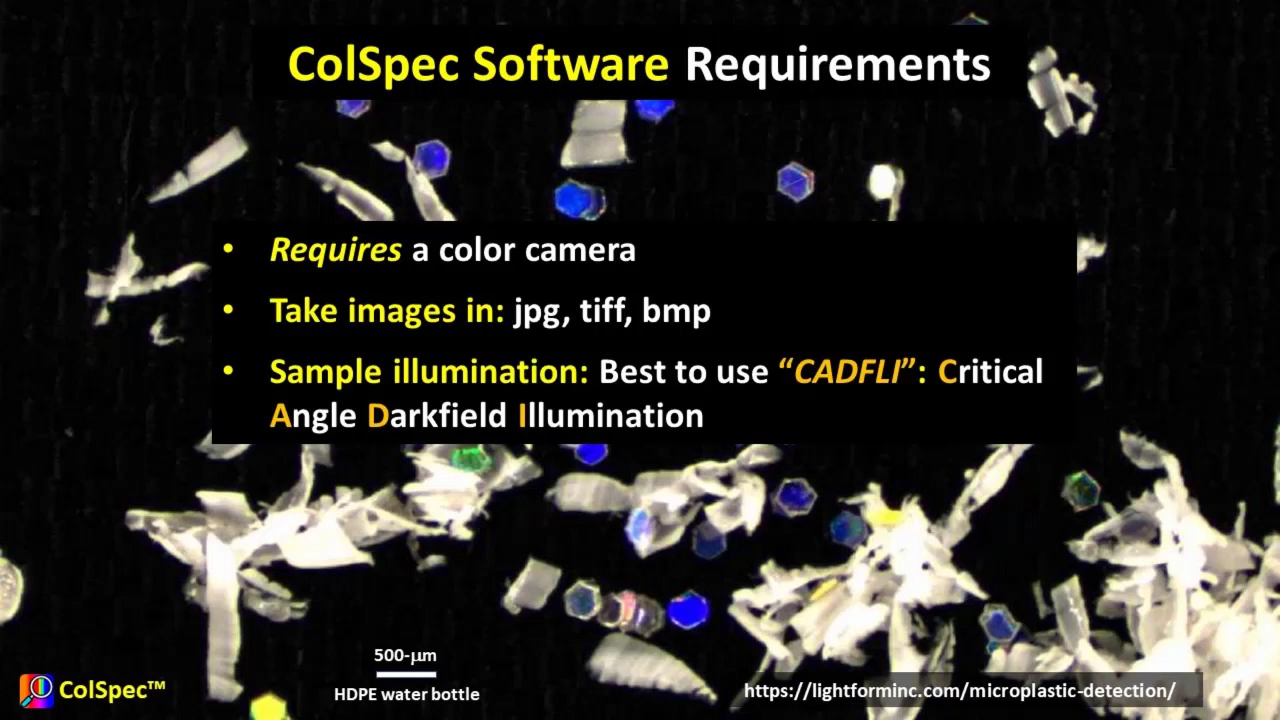 ColSpec Software Requirements
• Requires a color camera
• Take images in: jpg, tiff, bmp
• Sample illumination: Best to use “CADFLI”: Critical
Angle Darkfield Illumination
500-µm
HDPE water bottle
ColSpec™
https://lightforminc.com/microplastic-detection/